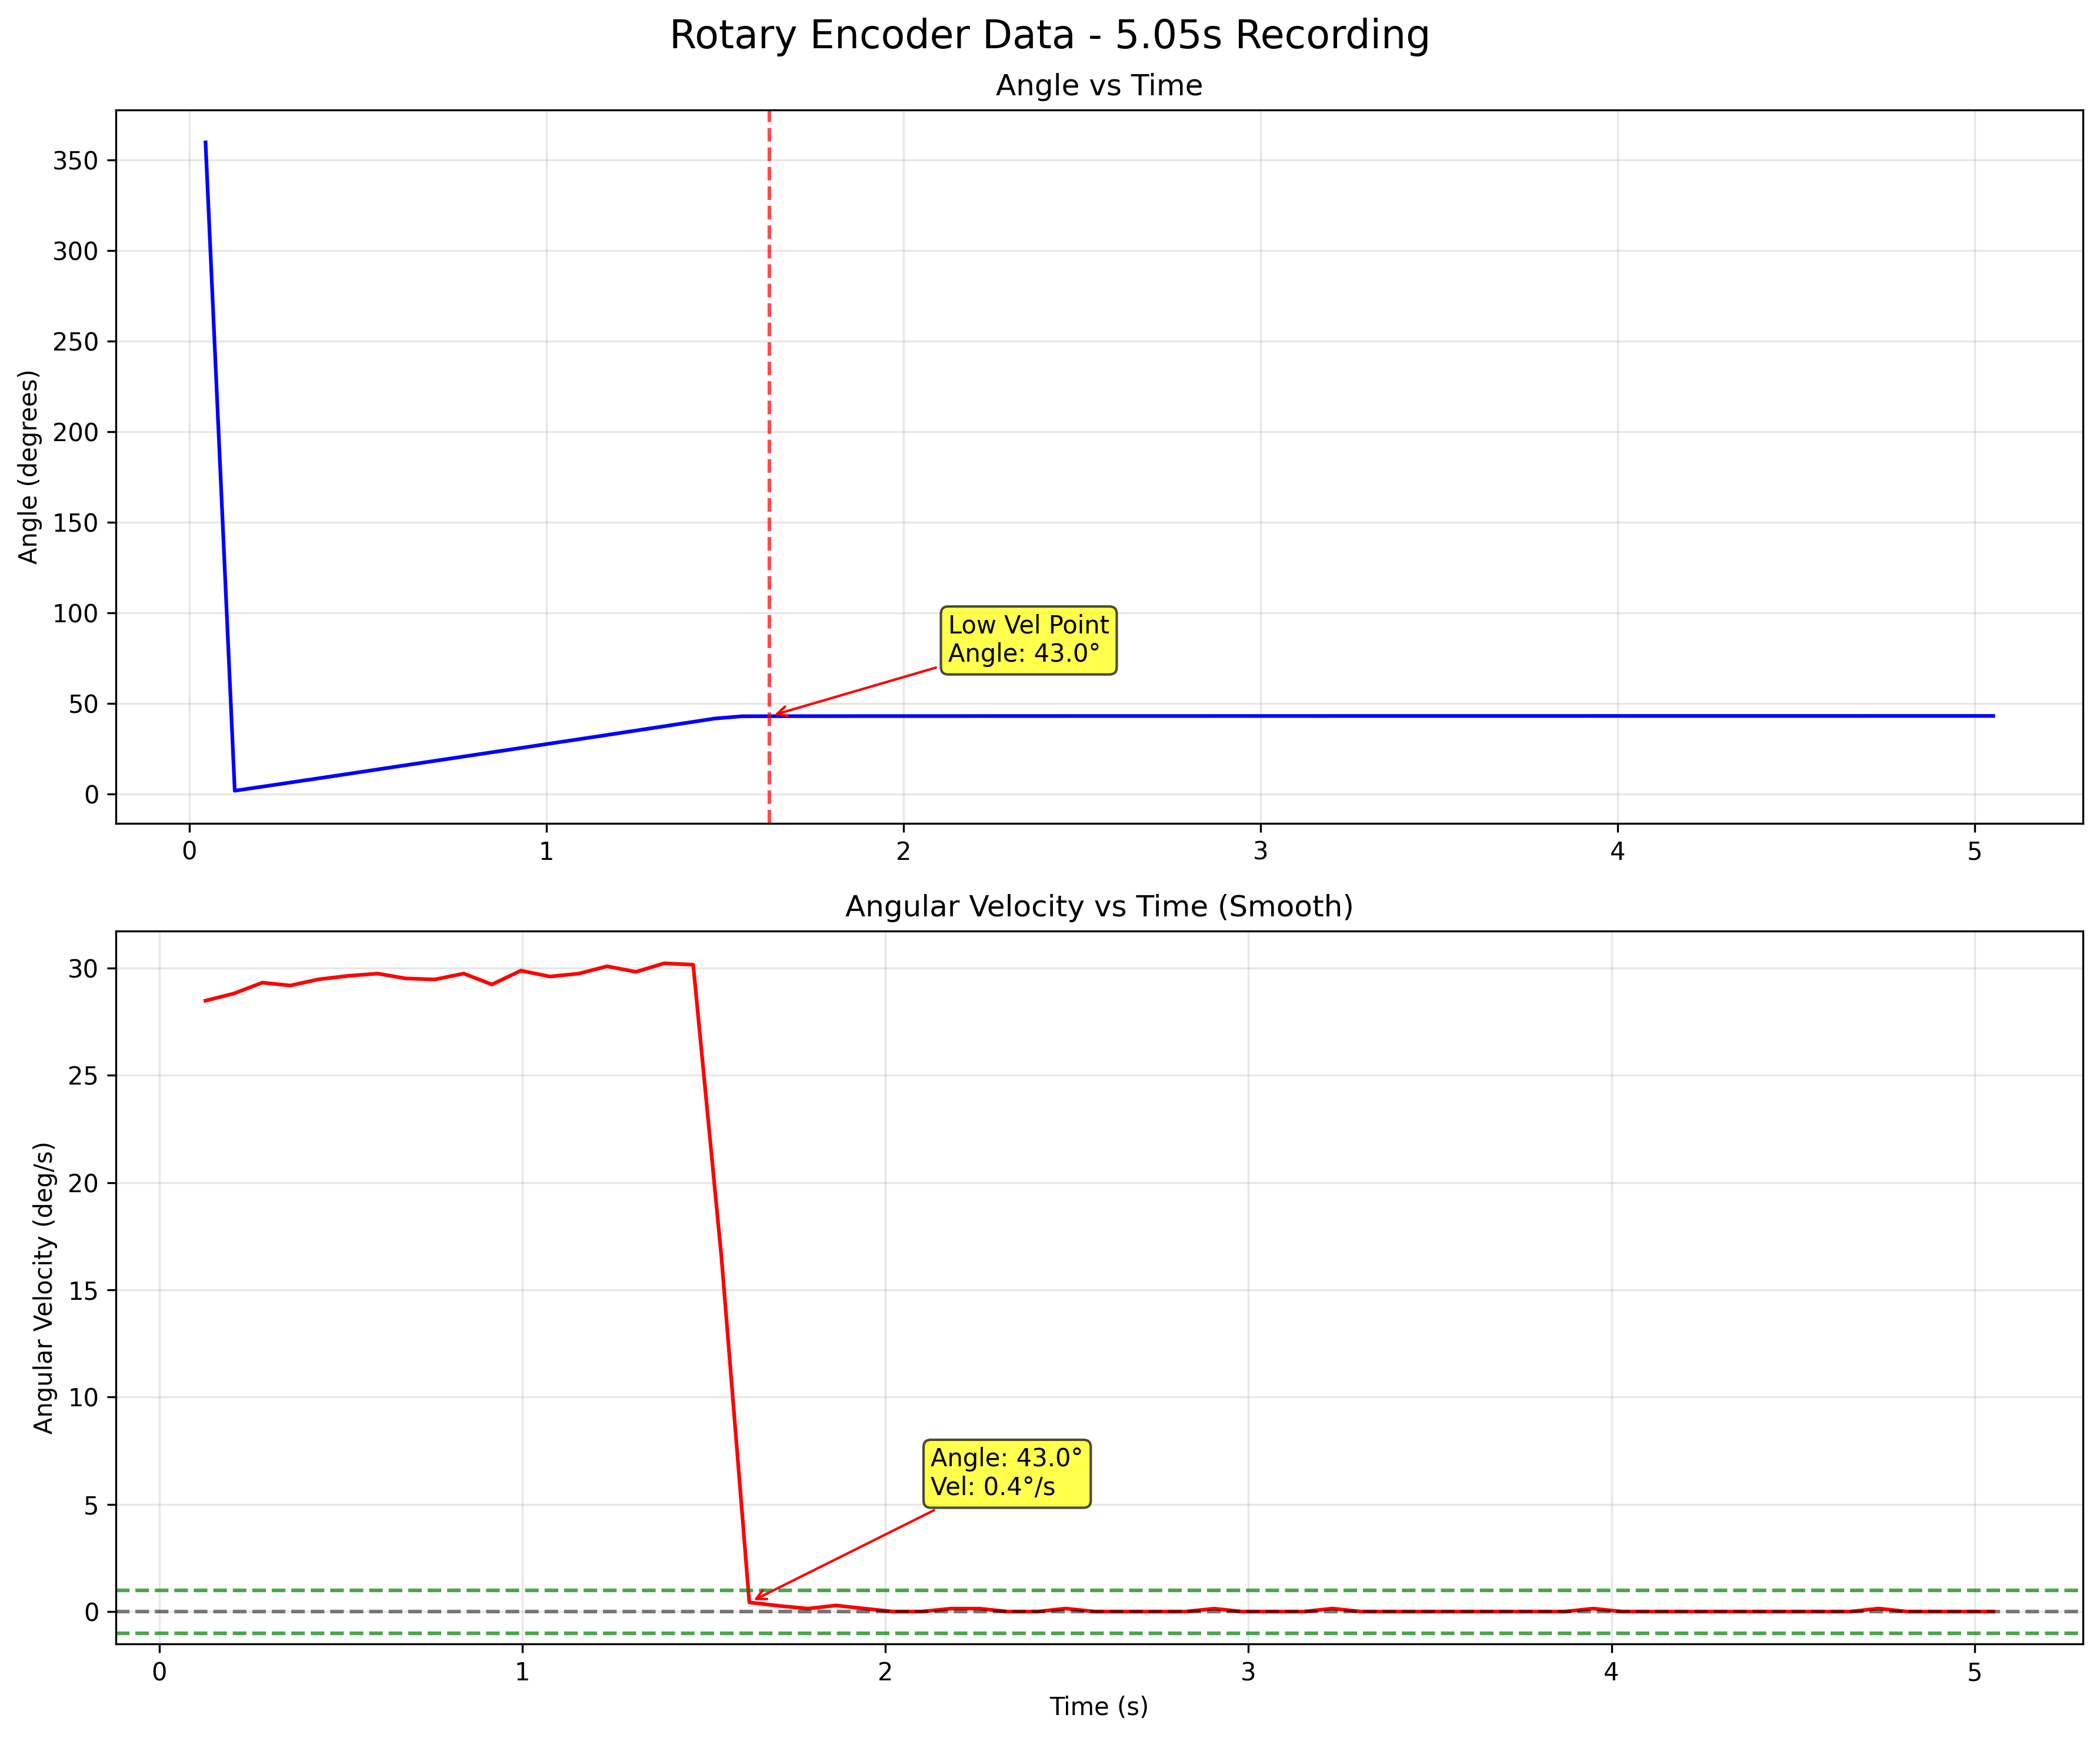 Rotary Encoder Data - 5.05s Recording
Angle vs Time
Angle (degrees)
350
300
250
200
150
100
50
0
Low Vel Point
Angle: 43.0°
0 1 2 3 4 5
Angular Velocity vs Time (Smooth)
Angular Velocity (deg/s)
30
25
20
15
10
5
0
Angle: 43.0°
Vel: 0.4°/s
0 1 2 3 4 5
Time (s)